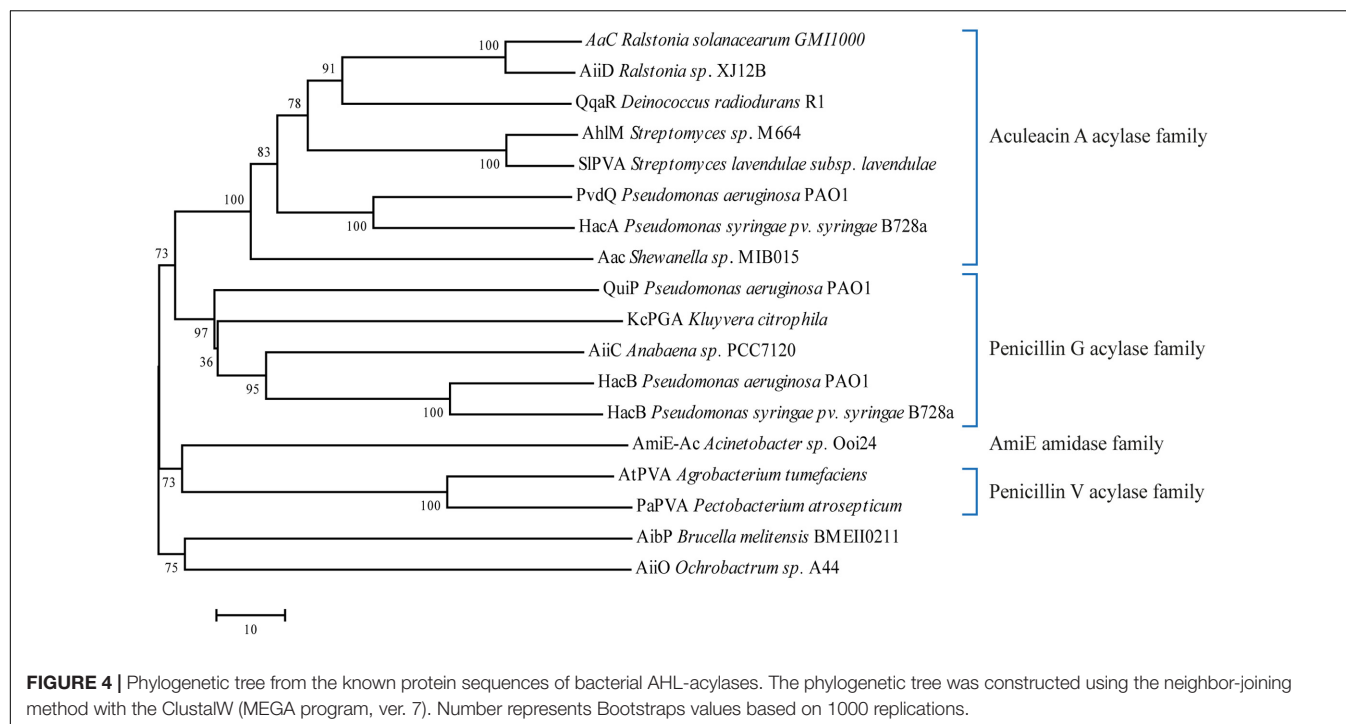 100
AaC Ralstonia solanacearum GMI1000
91
AiiD Ralstonia sp. XJ12B
78
QqaR Deinococcus radiodurans R1
83
AhlM Streptomyces sp. M664
Aculeacin A acylase family
100
SlPVA Streptomyces lavendulae subsp. lavendulae
100
PvdQ Pseudomonas aeruginosa PAO1
100
HacA Pseudomonas syringae pv. syringae B728a
73
Aac Shewanella sp. MIB015
QuiP Pseudomonas aeruginosa PAO1
97
KcPGA Kluyvera citrophila
36
AiiC Anabaena sp. PCC7120
Penicillin G acylase family
95
HacB Pseudomonas aeruginosa PAO1
100
HacB Pseudomonas syringae pv. syringae B728a
AmiE-Ac Acinetobacter sp. Ooi24
AmiE amidase family
73
AtPVA Agrobacterium tumefaciens
Penicillin V acylase family
100
PaPVA Pectobacterium atrosepticum
AibP Brucella melitensis BMEII0211
75
AiiO Ochrobactrum sp. A44
10
FIGURE 4 | Phylogenetic tree from the known protein sequences of bacterial AHL-acylases. The phylogenetic tree was constructed using the neighbor-joining
method with the ClustalW (MEGA program, ver. 7). Number represents Bootstraps values based on 1000 replications.